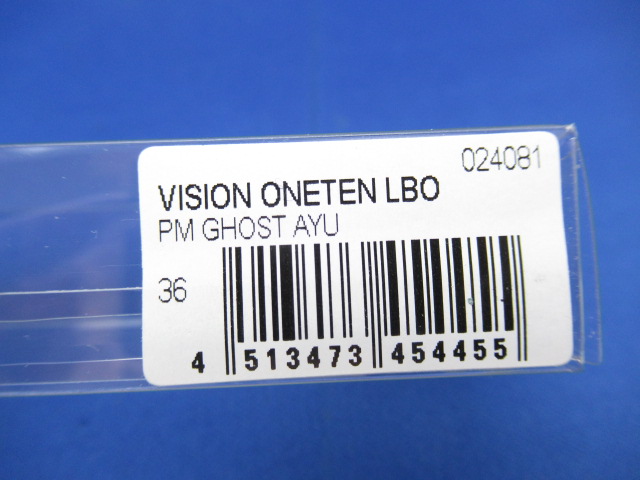 024081
VISION ONETEN LBO
PM GHOST AYU
36
4 513473 454455